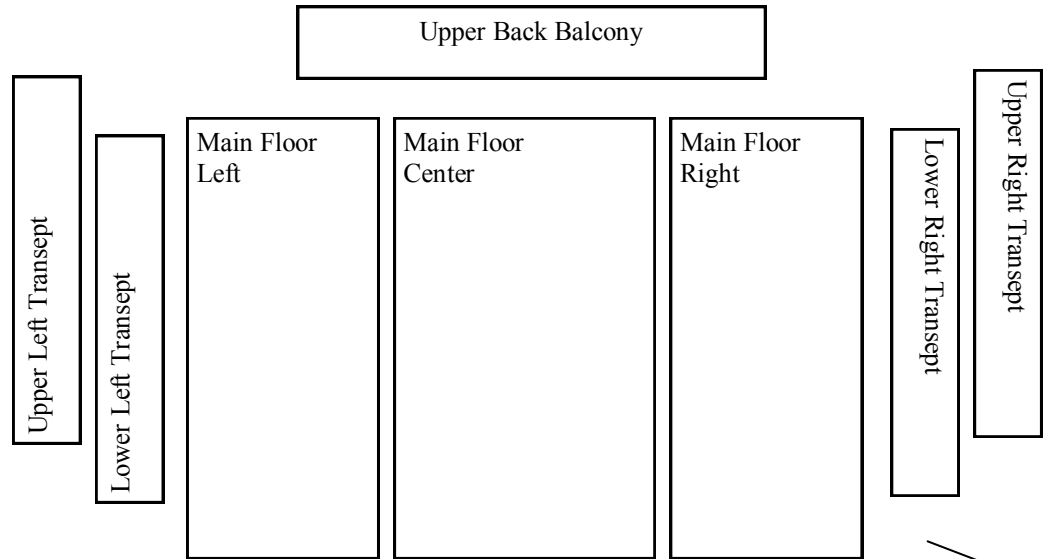 Upper Back Balcony
Upper Left Transept
Lower Left Transept
Main Floor
Left
Main Floor
Center
Main Floor
Right
Lower Right Transept
Upper Right Transept